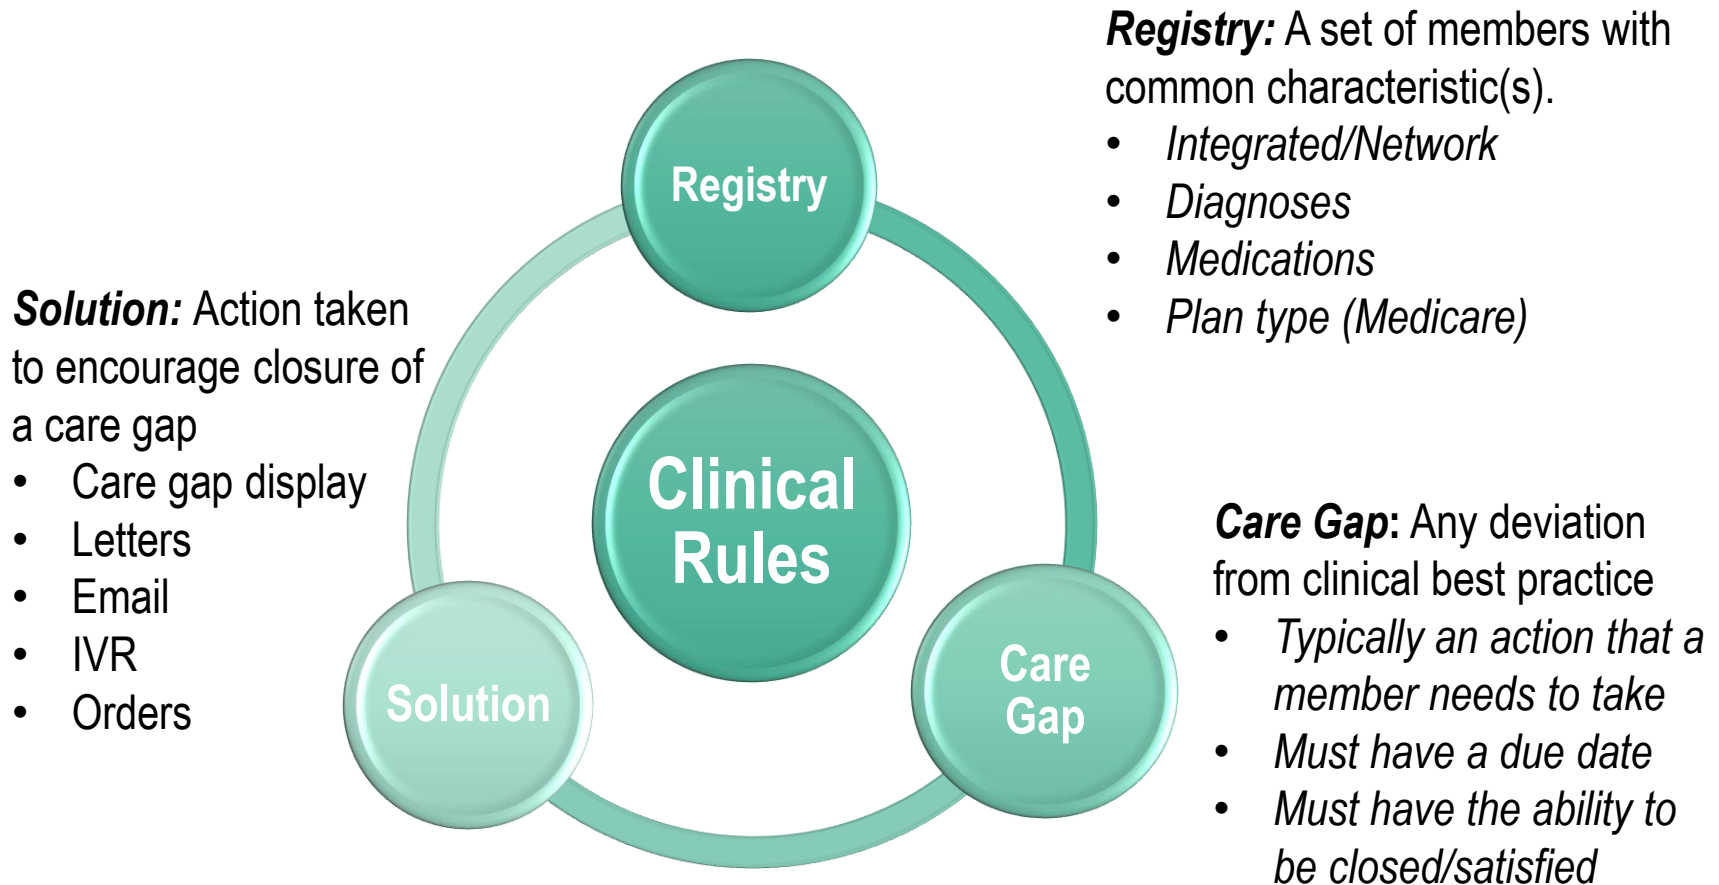 Registry: A set of members with
common characteristic(s).
• Integrated/Network
• Diagnoses
• Medications
• Plan type (Medicare)
Registry
Solution: Action taken
to encourage closure of
a care gap
• Care gap display
• Letters
• Email
• IVR
• Orders
Clinical
Rules
Care Gap: Any deviation
from clinical best practice
• Typically an action that a
member needs to take
• Must have a due date
• Must have the ability to
be closed/satisfied
Solution
Care
Gap